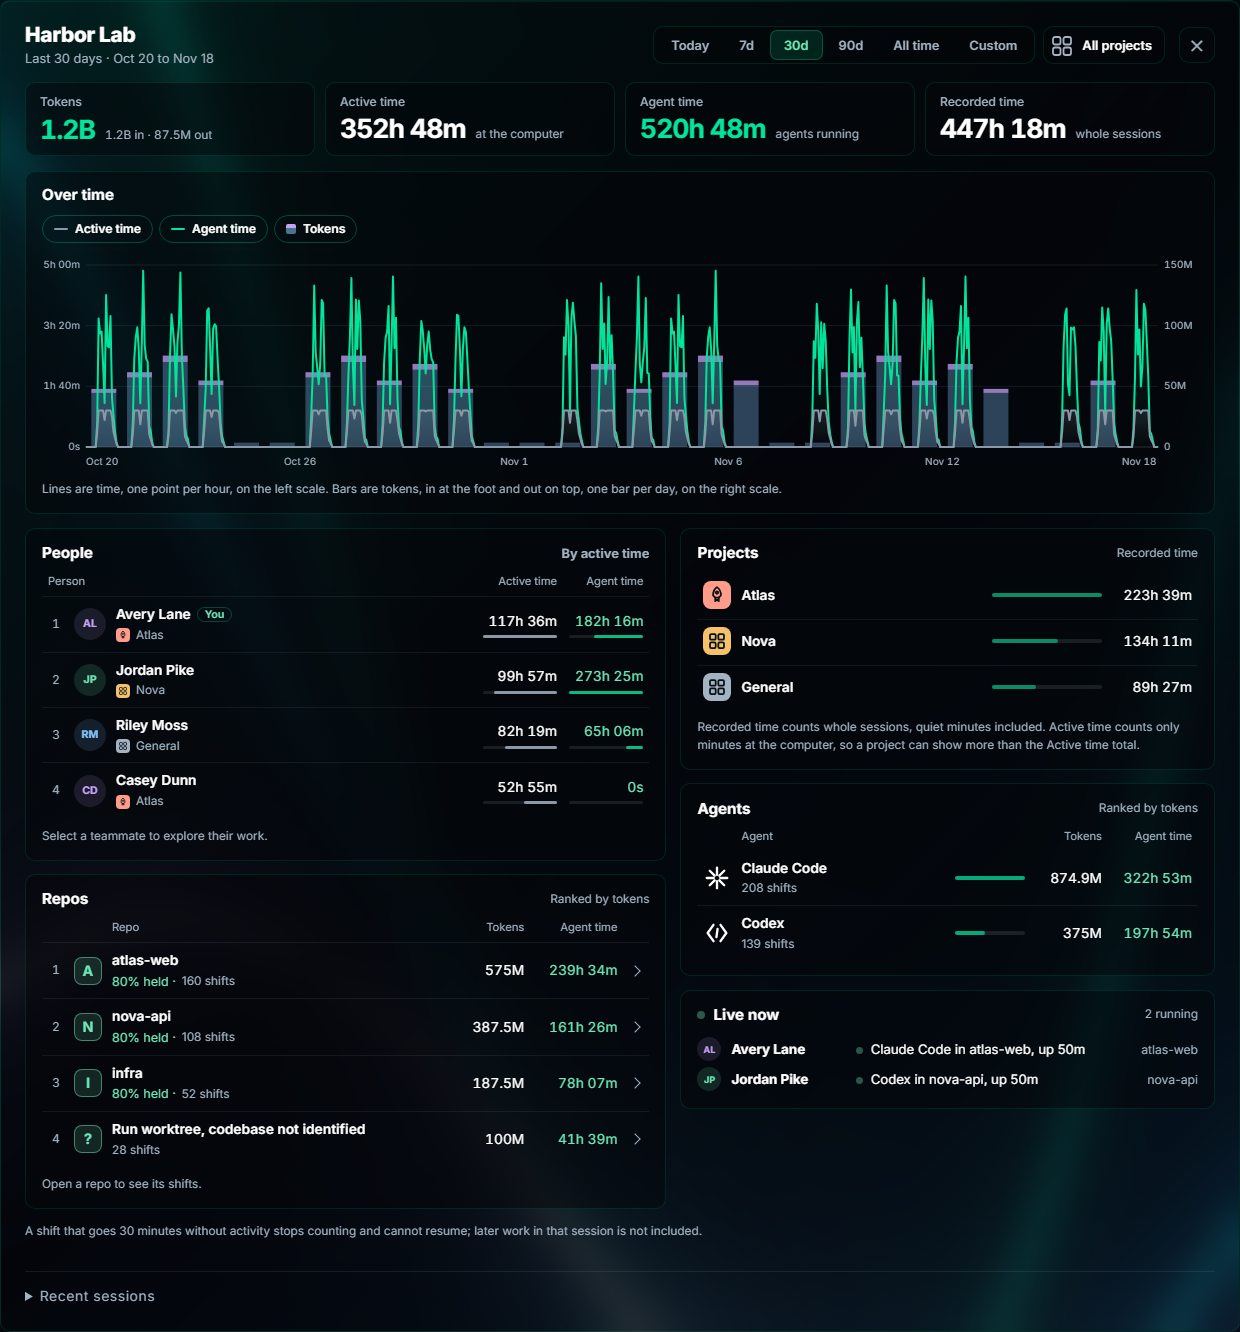 Harbor Lab
Last 30 days · Oct 20 to Nov 18
Today 7d 30d 90d All time Custom All projects
Tokens
1.2B 1.2B in · 87.5M out
Active time
352h 48m at the computer
Agent time
520h 48m agents running
Recorded time
447h 18m whole sessions
Over time
Active time Agent time Tokens
5h 00m 150M
3h 20m 100M
1h 40m 50M
0s 0
Oct 20 Oct 26 Nov 1 Nov 6 Nov 12 Nov 18
Lines are time, one point per hour, on the left scale. Bars are tokens, in at the foot and out on top, one bar per day, on the right scale.
People By active time
Person Active time Agent time
1 AL Avery Lane You 117h 36m 182h 16m
Atlas
2 JP Jordan Pike 99h 57m 273h 25m
Nova
3 RM Riley Moss 82h 19m 65h 06m
General
4 CD Casey Dunn 52h 55m 0s
Atlas
Select a teammate to explore their work.
Repos Ranked by tokens
Repo Tokens Agent time
1 A atlas-web 575M 239h 34m
80% held · 160 shifts
2 N nova-api 387.5M 161h 26m
80% held · 108 shifts
3 I infra 187.5M 78h 07m
80% held · 52 shifts
4 ? Run worktree, codebase not identified 100M 41h 39m
28 shifts
Open a repo to see its shifts.
Projects Recorded time
Atlas 223h 39m
Nova 134h 11m
General 89h 27m
Recorded time counts whole sessions, quiet minutes included. Active time counts only
minutes at the computer, so a project can show more than the Active time total.
Agents Ranked by tokens
Agent Tokens Agent time
Claude Code 874.9M 322h 53m
208 shifts
Codex 375M 197h 54m
139 shifts
Live now 2 running
AL Avery Lane Claude Code in atlas-web, up 50m atlas-web
JP Jordan Pike Codex in nova-api, up 50m nova-api
A shift that goes 30 minutes without activity stops counting and cannot resume; later work in that session is not included.
Recent sessions